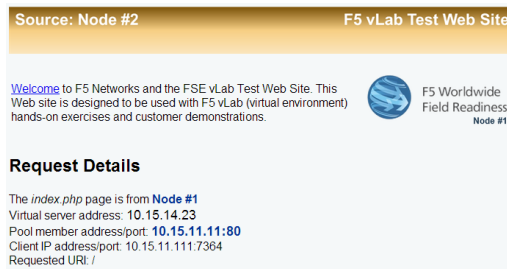 Source: Node #2
F5 vLab Test Web Site
Welcome to F5 Networks and the FSE vLab Test Web Site. This
Web site is designed to be used with F5 vLab (virtual environment)
hands-on exercises and customer demonstrations.
F5 Worldwide
Field Readiness
Node #1
Request Details
The index.php page is from Node #1
Virtual server address: 10.15.14.23
Pool member address/port: 10.15.11.11:80
Client IP address/port: 10.15.11.111:7364
Requested URI: /